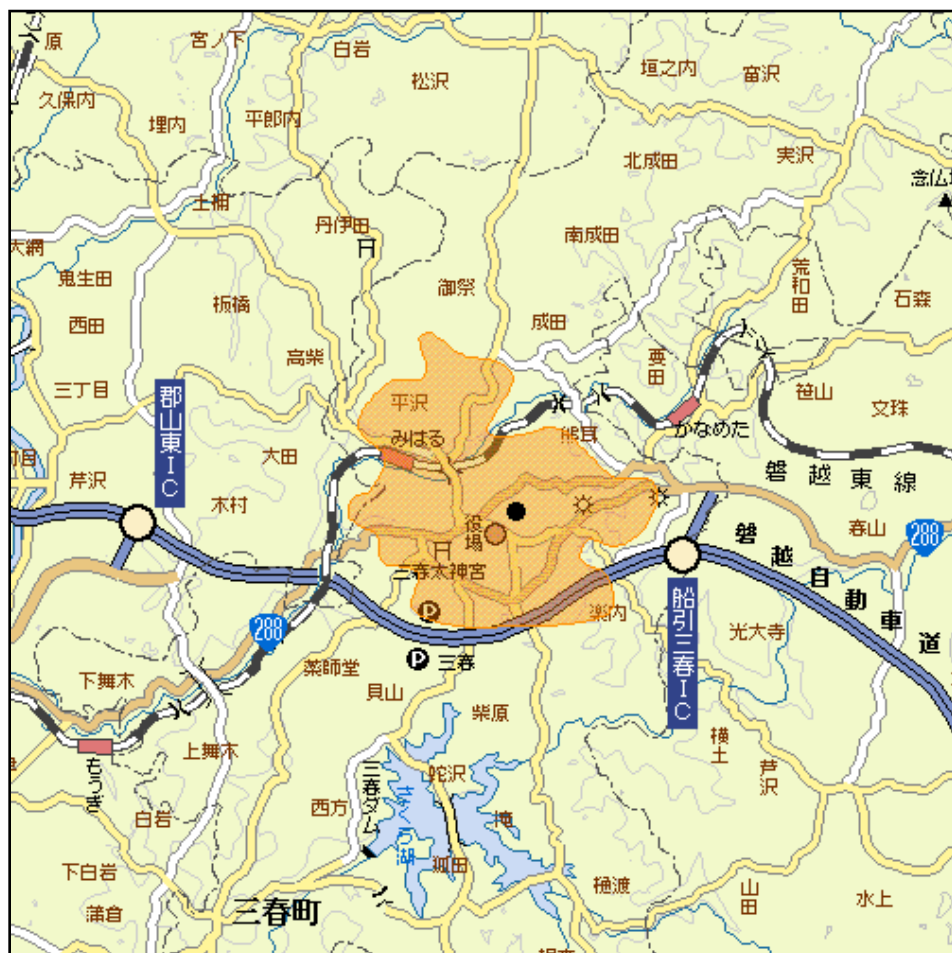 原
宮ノ下
白岩
松沢
垣之内
富沢
久保内
埋内
平郎内
北成田
実沢
土棚
丹伊田
南成田
大網
鬼生田
荒和田
西田
板橋
御祭
石森
成田
三丁目
高柴
要田
笹山
郡山東IC
平沢
文珠
みはる
かなめた
芹沢
大田
磐越東線
木村
役場
春山
288
三春大神宮
磐越自動車道
船引三春IC
楽内
光大寺
288
P
P
三春
薬師堂
下舞木
貝山
柴原
横土
芦沢
上舞木
もうぎ
三春ダム
蛇沢
西方
白岩
さくら湖
狐田
下白岩
樋渡
山田
水上
三春町
蒲倉